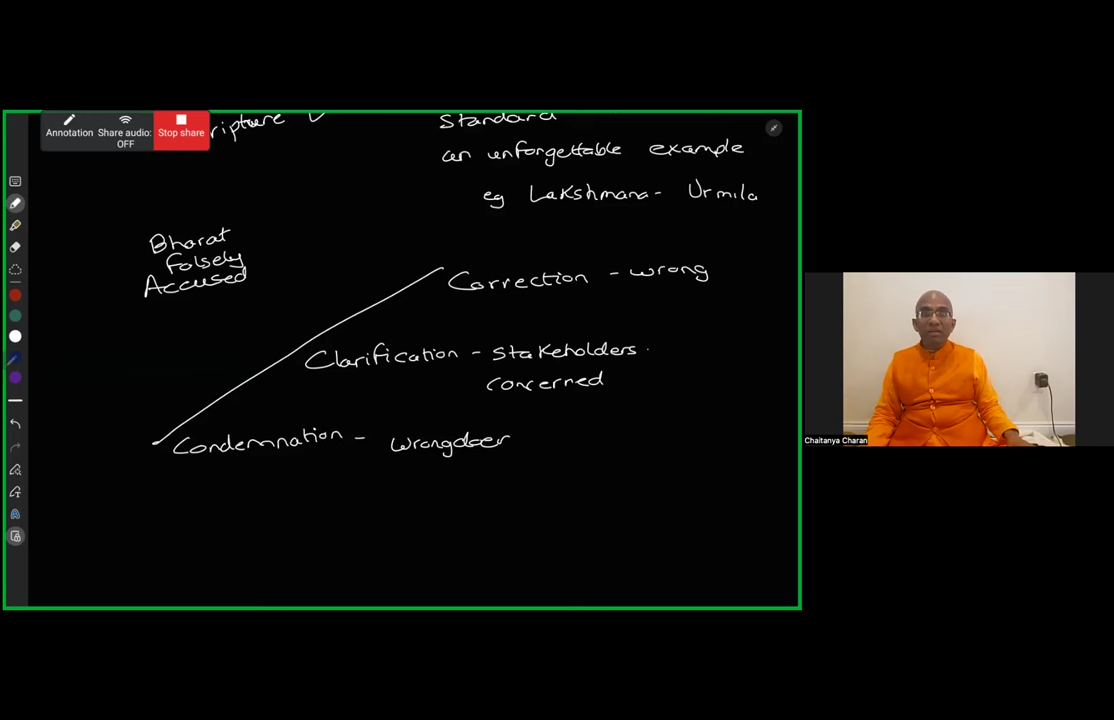 Annotation
Share audio: OFF
Stop share
ripture
Standard
an unforgettable example
eg Lakshmana - Urmila
Bharat
Falsely
Accused
Correction - wrong
Clarification - stakeholders
concerned
Condemnation - wrongdoer
Chaitanya Charan